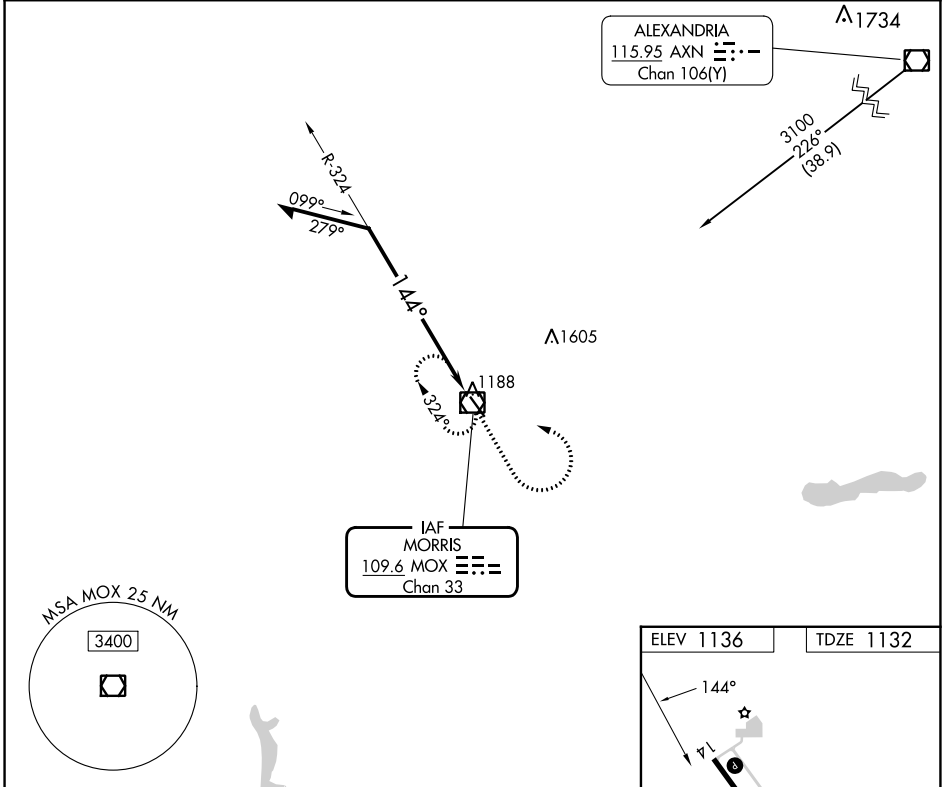 1734
ALEXANDRIA
115.95 AXN
Chan 106(Y)
3100
226°
(38.9)
R-324
099°
279°
144°
1605
1188
324°
IAF
MORRIS
109.6 MOX
Chan 33
MSA MOX 25 NM
3400
ELEV 1136
TDZE 1132
144°
14
P